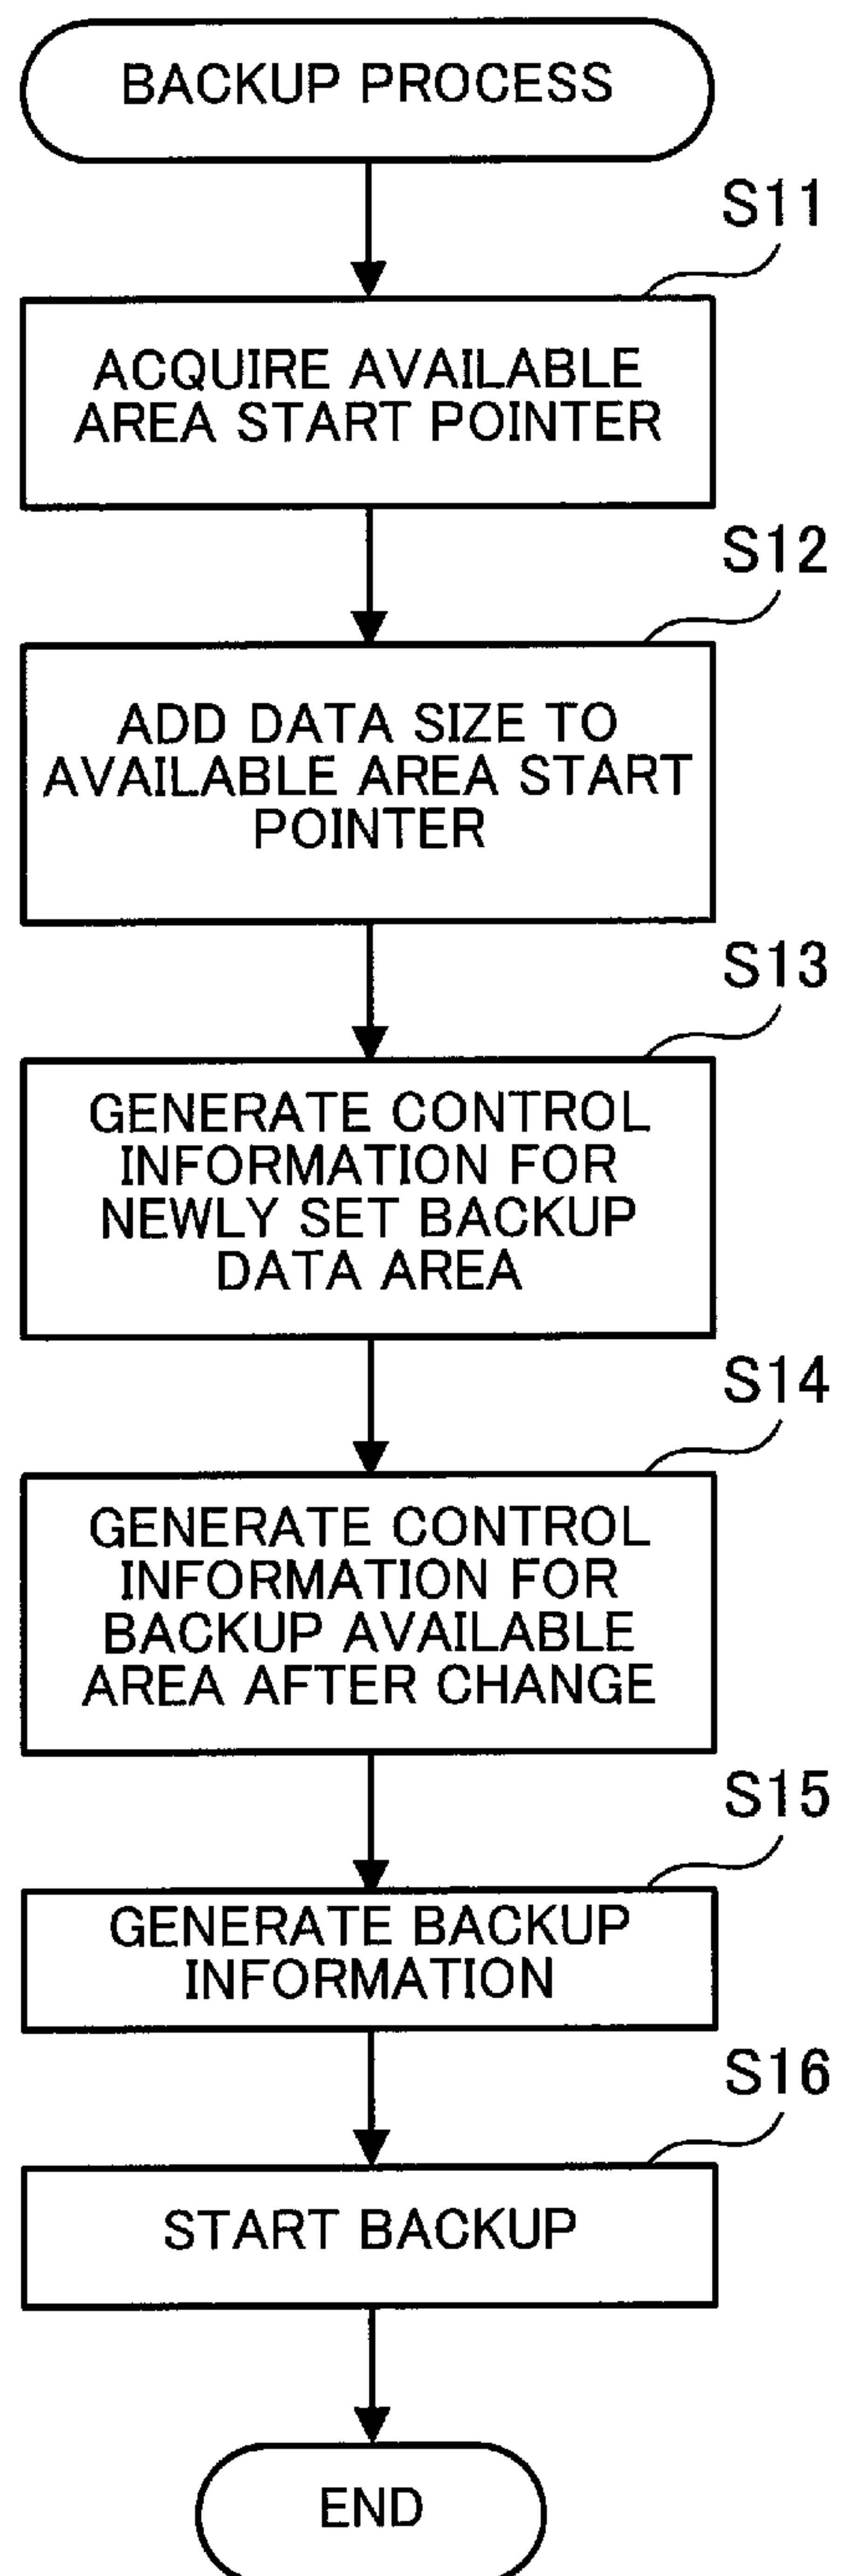 BACKUP PROCESS
S11
ACQUIRE AVAILABLE
AREA START POINTER
S12
ADD DATA SIZE TO
AVAILABLE AREA START
POINTER
S13
GENERATE CONTROL
INFORMATION FOR
NEWLY SET BACKUP
DATA AREA
S14
GENERATE CONTROL
INFORMATION FOR
BACKUP AVAILABLE
AREA AFTER CHANGE
S15
GENERATE BACKUP
INFORMATION
S16
START BACKUP
END